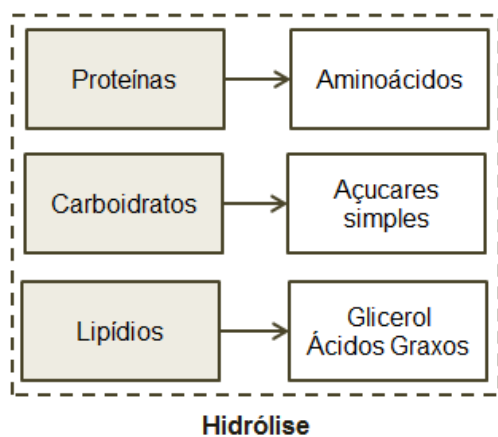 Proteínas
Aminoácidos
Carboidratos
Açucares
simples
Lipídios
Glicerol
Ácidos Graxos
Hidrólise